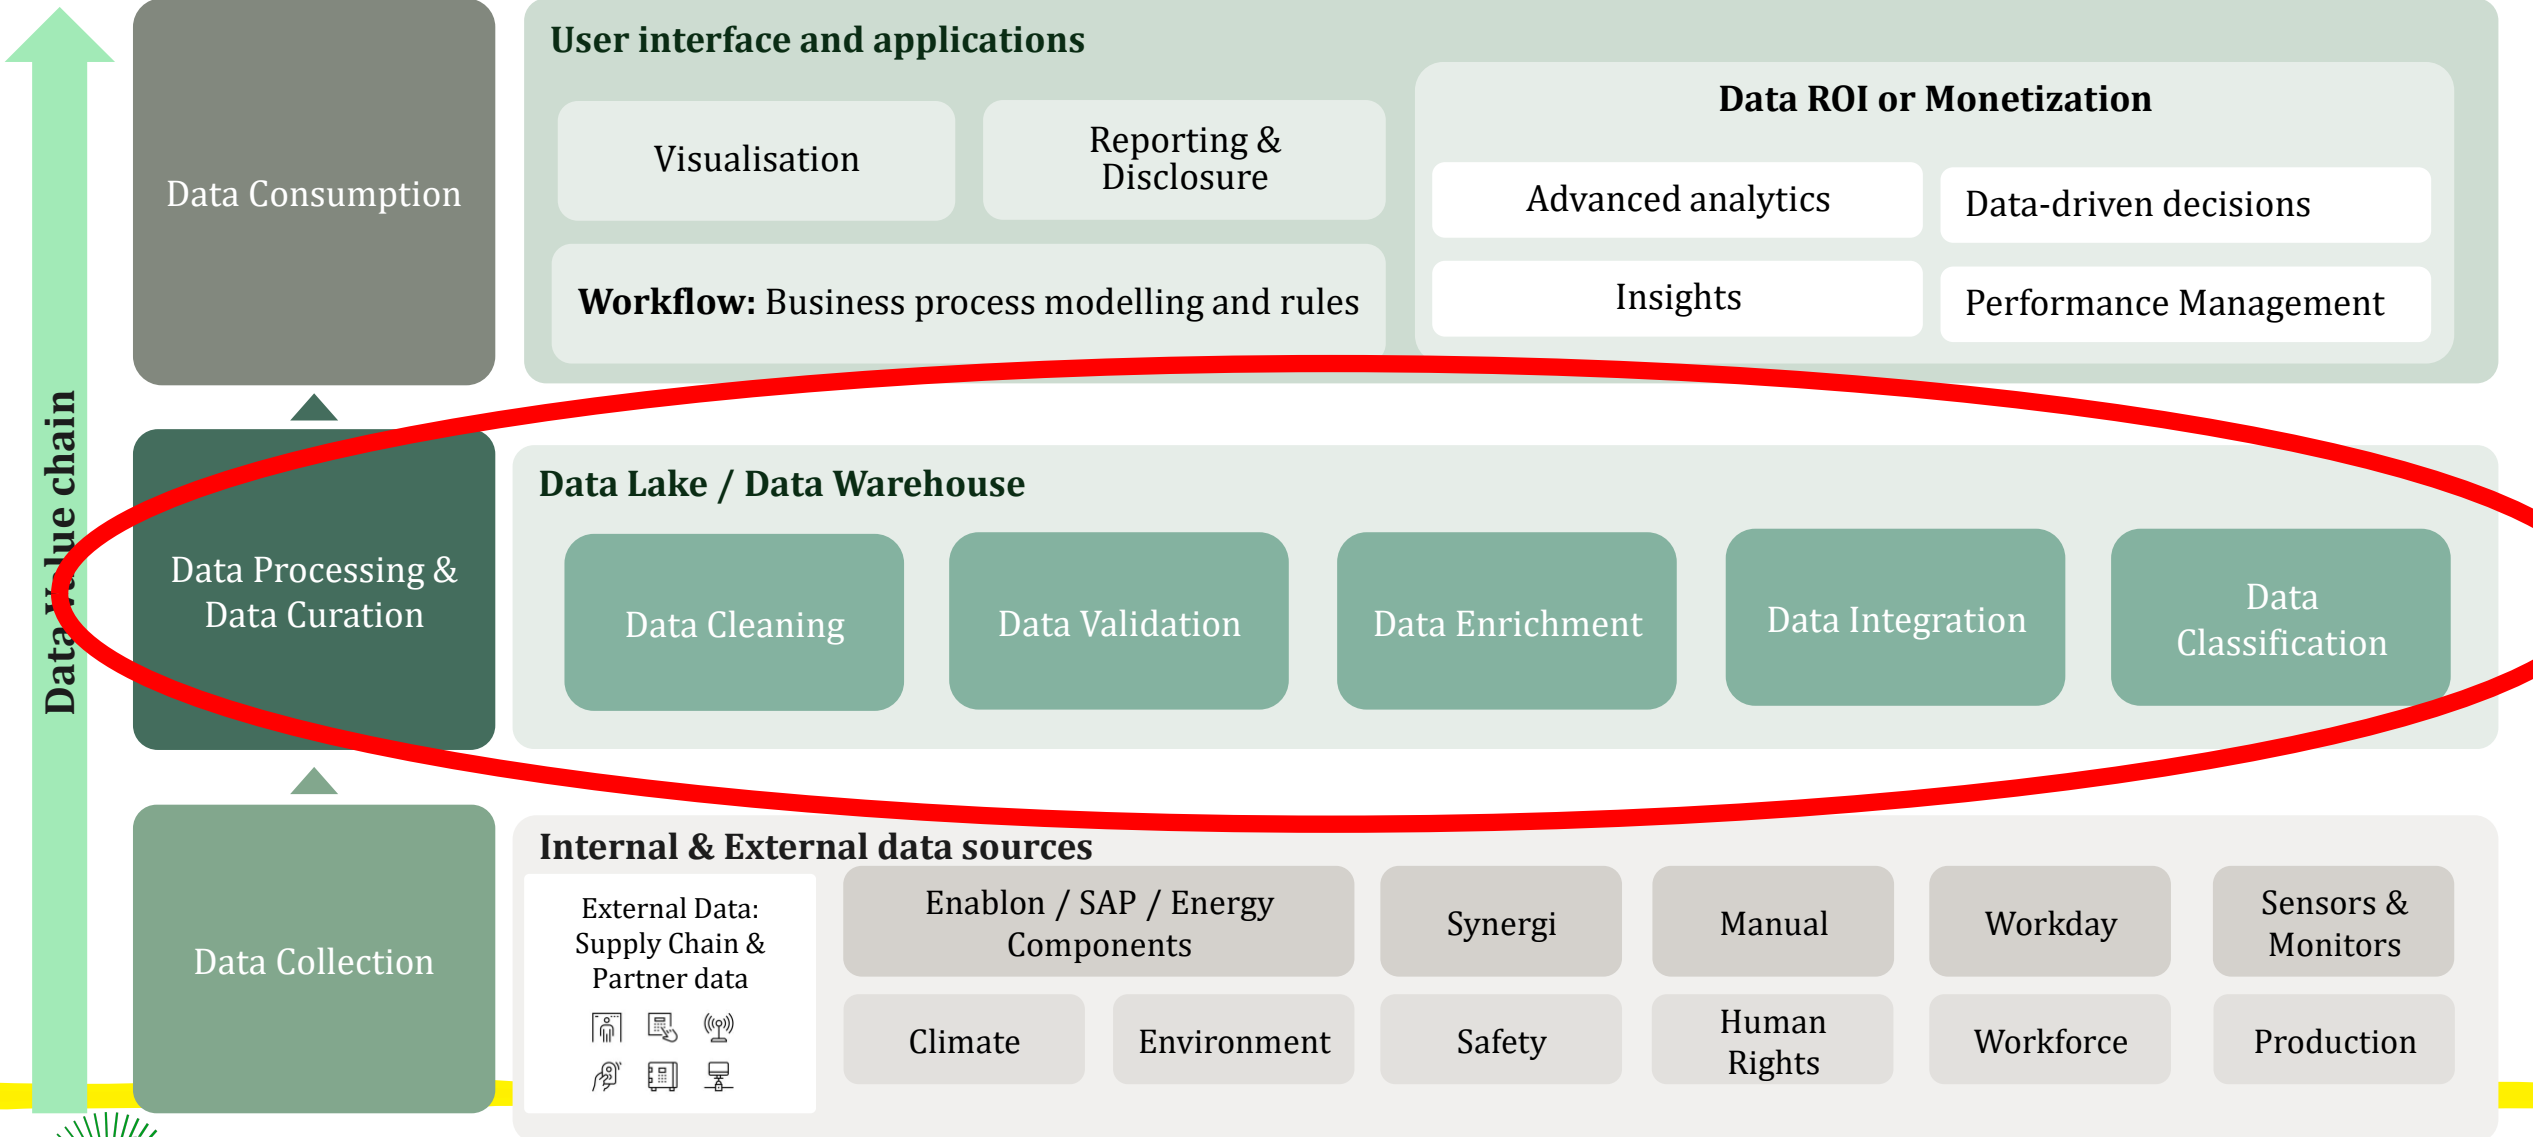 User interface and applications
Data Consumption
Visualisation
Reporting &
Disclosure
Workflow: Business process modelling and rules
Data ROI or Monetization
Advanced analytics
Data-driven decisions
Insights
Performance Management
Data Value chain
Data Processing &
Data Curation
Data Lake / Data Warehouse
Data Cleaning
Data Validation
Data Enrichment
Data Integration
Data
Classification
Data Collection
Internal & External data sources
External Data:
Supply Chain &
Partner data
Enablon / SAP / Energy
Components
Synergi
Manual
Workday
Sensors &
Monitors
Climate
Environment
Safety
Human
Rights
Workforce
Production